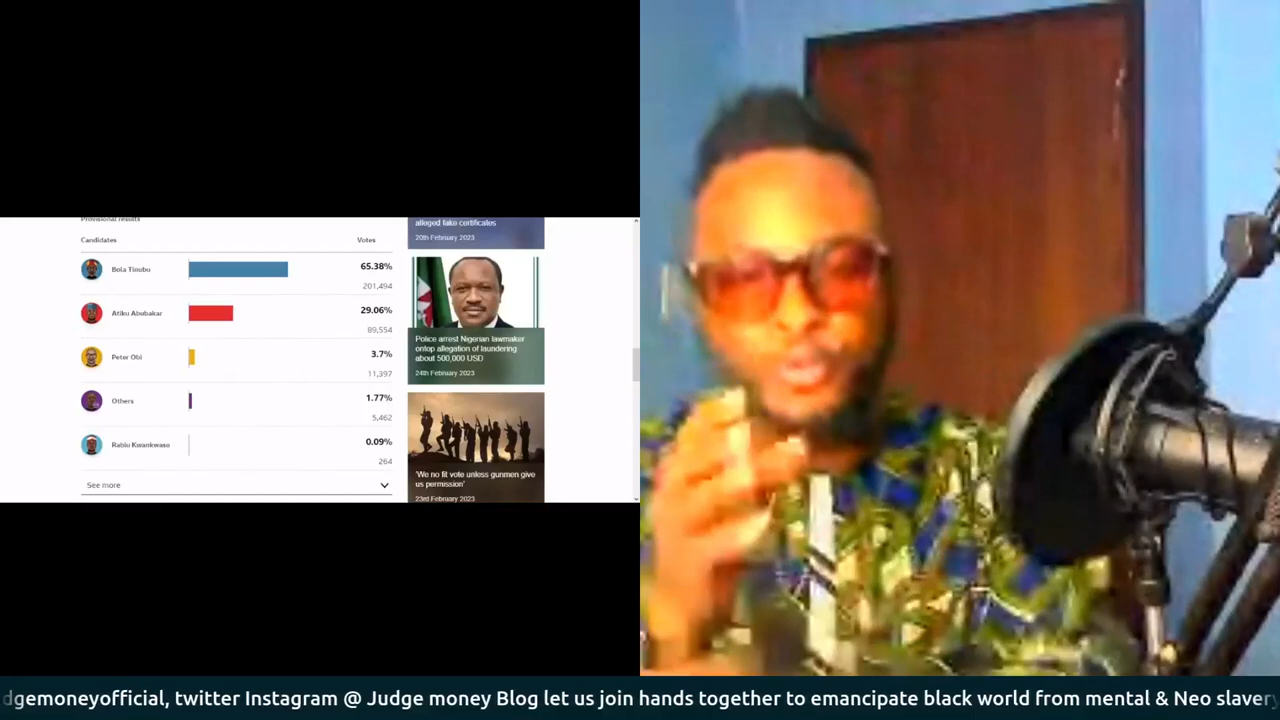 Provisional results
Candidates
Votes
Bola Tinubu
65.38%
201,494
Atiku Abubakar
29.06%
89,554
Peter Obi
3.7%
11,397
Others
1.77%
5,462
Rabiu Kwankwaso
0.09%
264
See more
alleged fake certificates
20th February 2023
Police arrest Nigerian lawmaker
ontop allegation of laundering
about 500,000 USD
24th February 2023
'We no fit vote unless gunmen give
us permission'
23rd February 2023
dgemoneyofficial, twitter Instagram @ Judge money Blog let us join hands together to emancipate black world from mental & Neo slavery